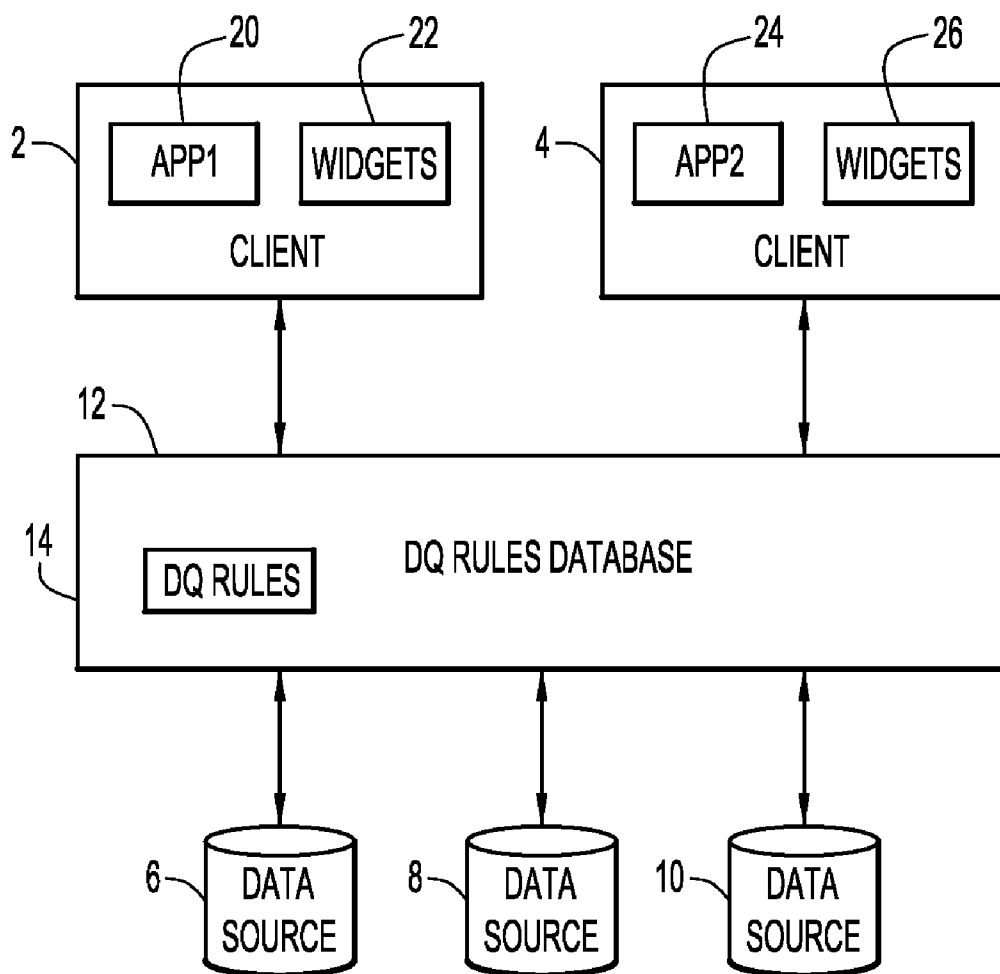 20
22
24
26
2
APP1
WIDGETS
CLIENT
4
APP2
WIDGETS
CLIENT
12
14
DQ RULES
DQ RULES DATABASE
6
DATA
SOURCE
8
DATA
SOURCE
10
DATA
SOURCE